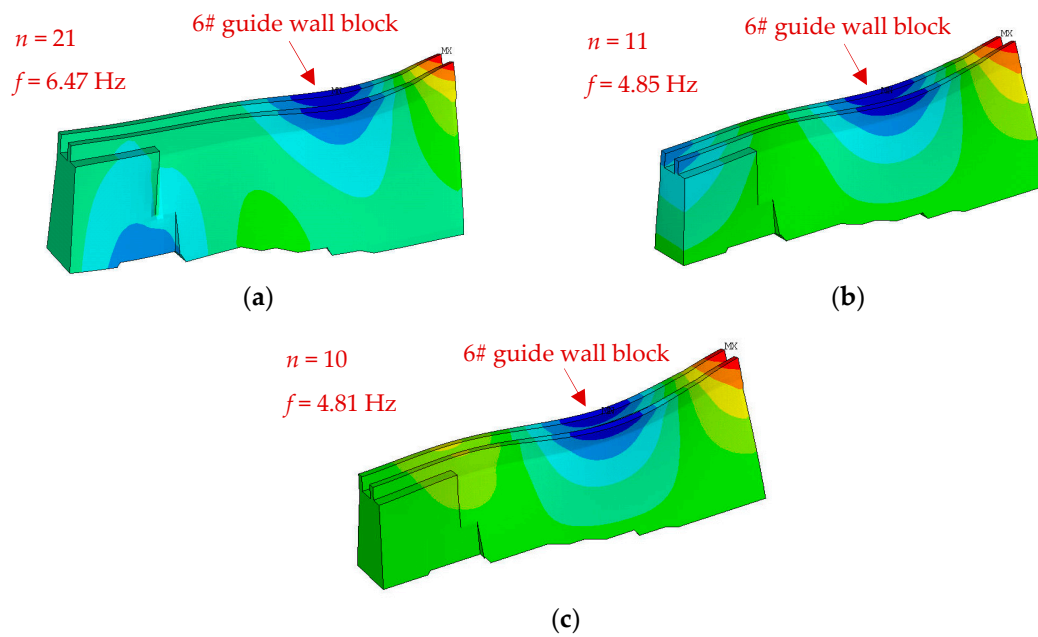 n = 21
f = 6.47 Hz
6# guide wall block
MX
(a)
n = 11
f = 4.85 Hz
6# guide wall block
MX
(b)
n = 10
f = 4.81 Hz
6# guide wall block
MX
(c)